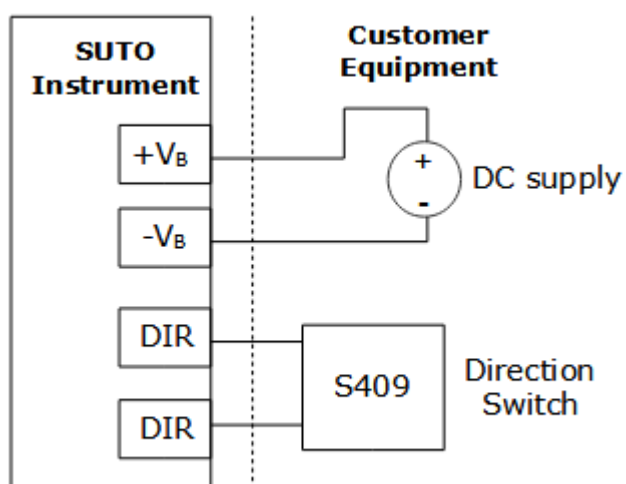 SUTO
Instrument
Customer
Equipment
+VB
+
-
DC supply
-VB
DIR
DIR
S409
Direction
Switch